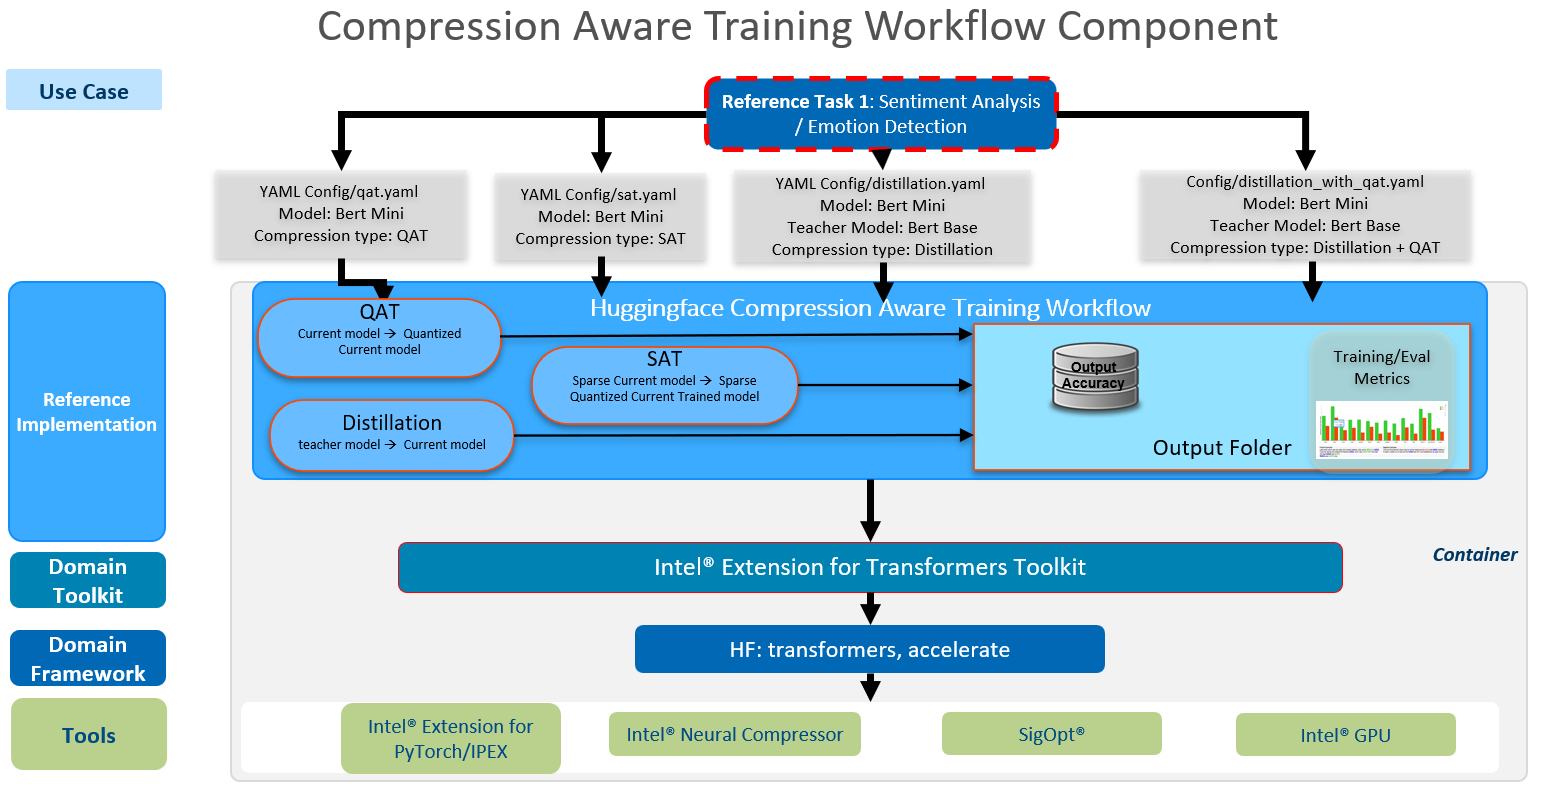 Compression Aware Training Workflow Component
Use Case
Reference Task 1: Sentiment Analysis
/ Emotion Detection
YAML Config/qat.yaml
Model: Bert Mini
Compression type: QAT
YAML Config/sat.yaml
Model: Bert Mini
Compression type: SAT
YAML Config/distillation.yaml
Model: Bert Mini
Teacher Model: Bert Base
Compression type: Distillation
Config/distillation_with_qat.yaml
Model: Bert Mini
Teacher Model: Bert Base
Compression type: Distillation + QAT
Reference
Implementation
Huggingface Compression Aware Training Workflow
QAT
Current model → Quantized
Current model
SAT
Sparse Current model → Sparse
Quantized Current Trained model
Distillation
teacher model → Current model
Output
Accuracy
Output Folder
Training/Eval
Metrics
Container
Domain
Toolkit
Intel® Extension for Transformers Toolkit
Domain
Framework
HF: transformers, accelerate
Tools
Intel® Extension for
PyTorch/IPEX
Intel® Neural Compressor
SigOpt®
Intel® GPU